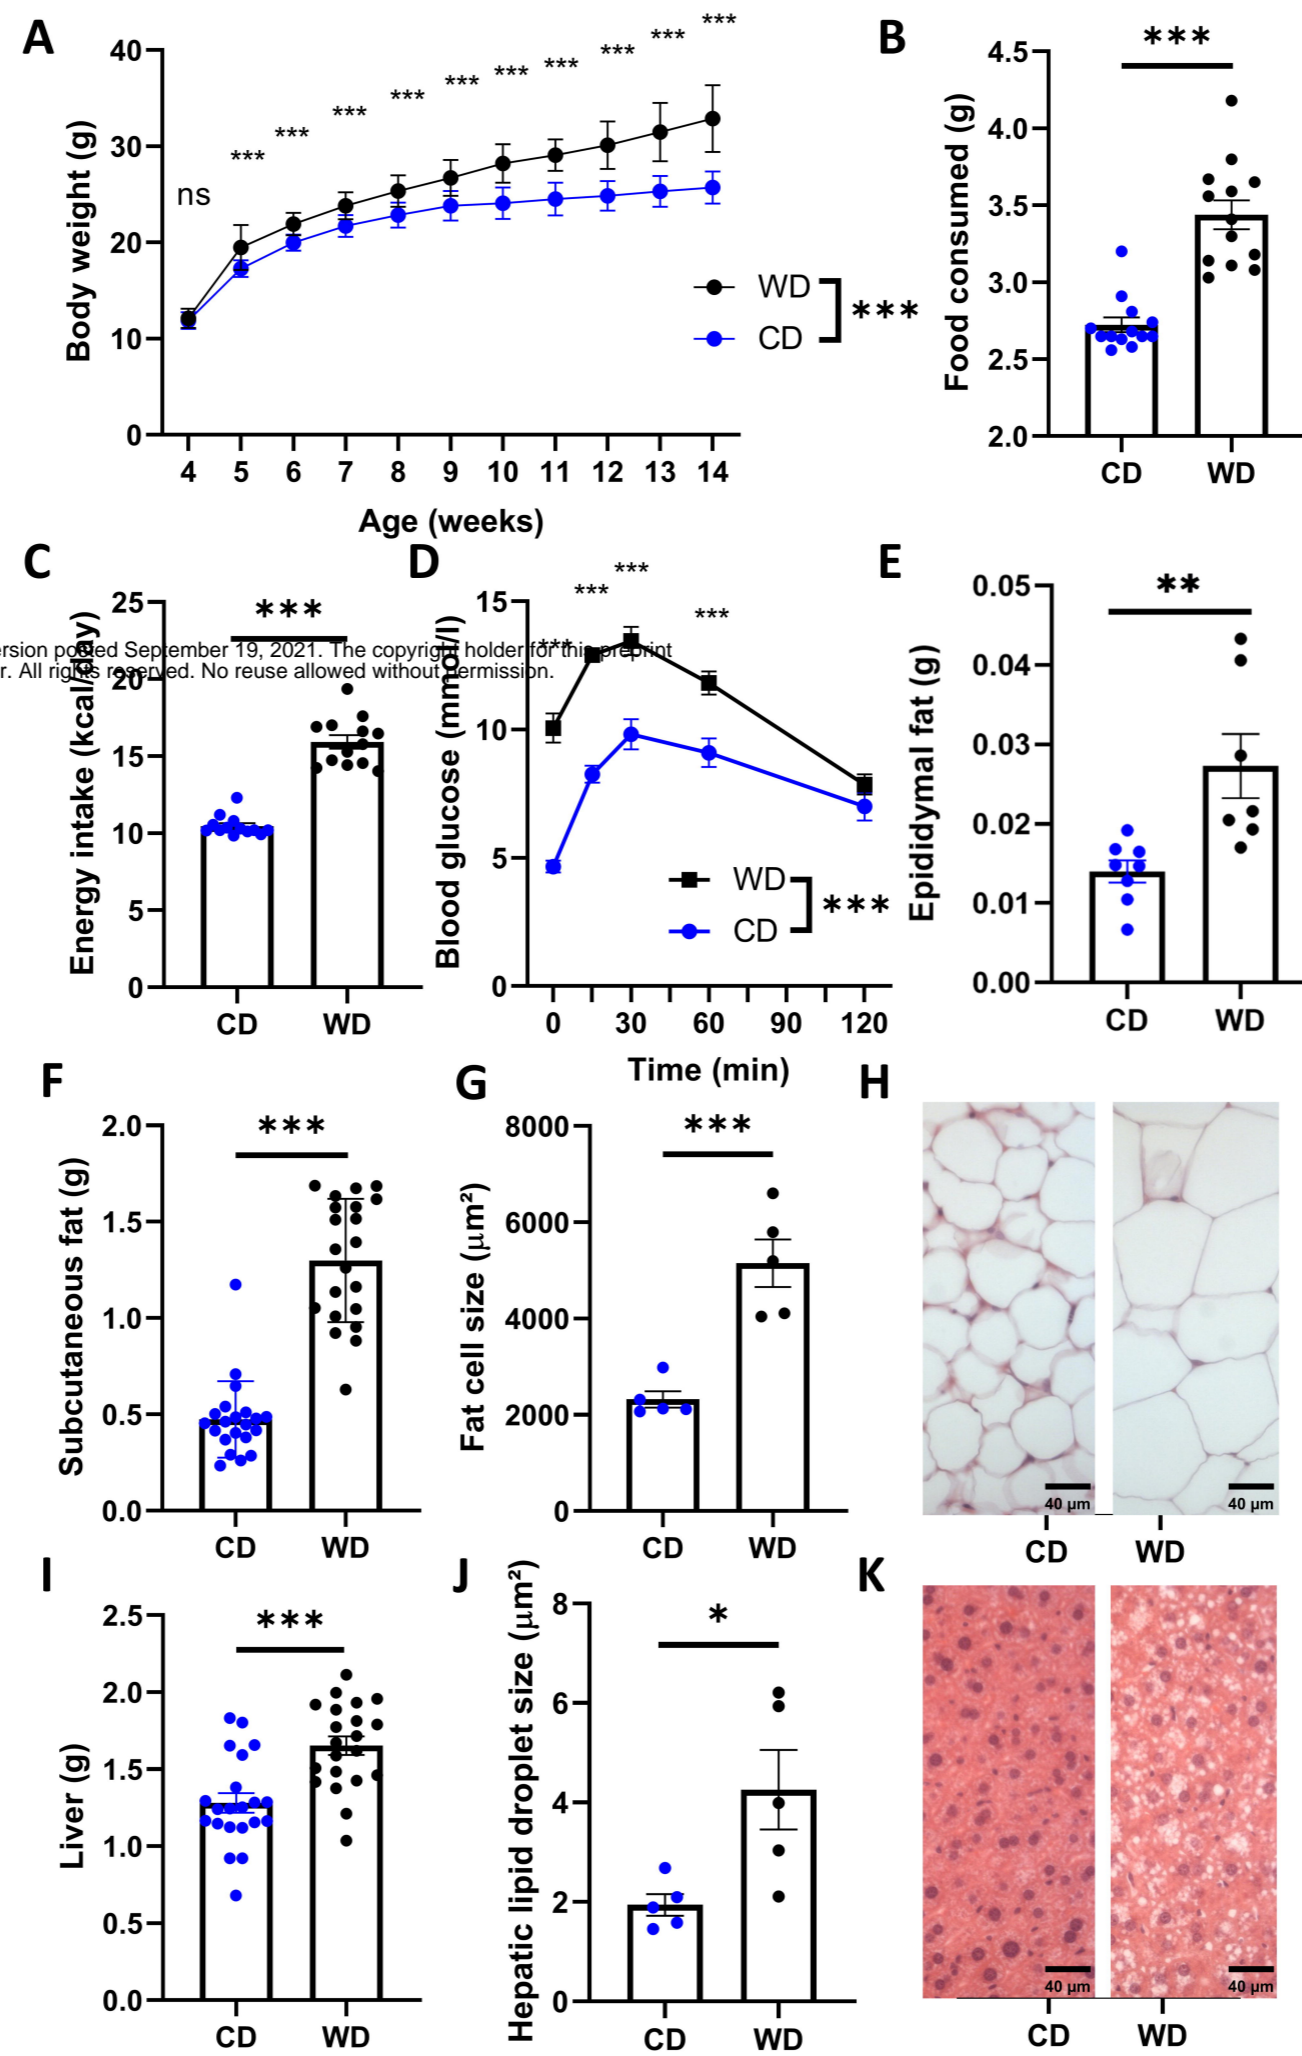 A
Body weight (g)
40
30
20
10
0
ns
***
***
***
***
***
***
***
***
***
***
WD
CD
***
4 5 6 7 8 9 10 11 12 13 14
Age (weeks)
B
Food consumed (g)
4.5
4.0
3.5
3.0
2.5
2.0
***
CD WD
C
Energy intake (kcal/day)
25
20
15
10
5
0
***
CD WD
ersion posted September 19, 2021. The copyright holder for this preprint
r. All rights reserved. No reuse allowed without permission.
D
Blood glucose (mmol/l)
15
10
5
0
***
***
***
***
WD
CD
***
0 30 60 90 120
Time (min)
E
Epididymal fat (g)
0.05
0.04
0.03
0.02
0.01
0.00
**
CD WD
F
Subcutaneous fat (g)
2.0
1.5
1.0
0.5
0.0
***
CD WD
G
Fat cell size (μm²)
8000
6000
4000
2000
0
***
CD WD
H
40 µm 40 µm
CD WD
I
Liver (g)
2.5
2.0
1.5
1.0
0.5
0.0
***
CD WD
J
Hepatic lipid droplet size (μm²)
8
6
4
2
0
*
CD WD
K
40 µm 40 µm
CD WD